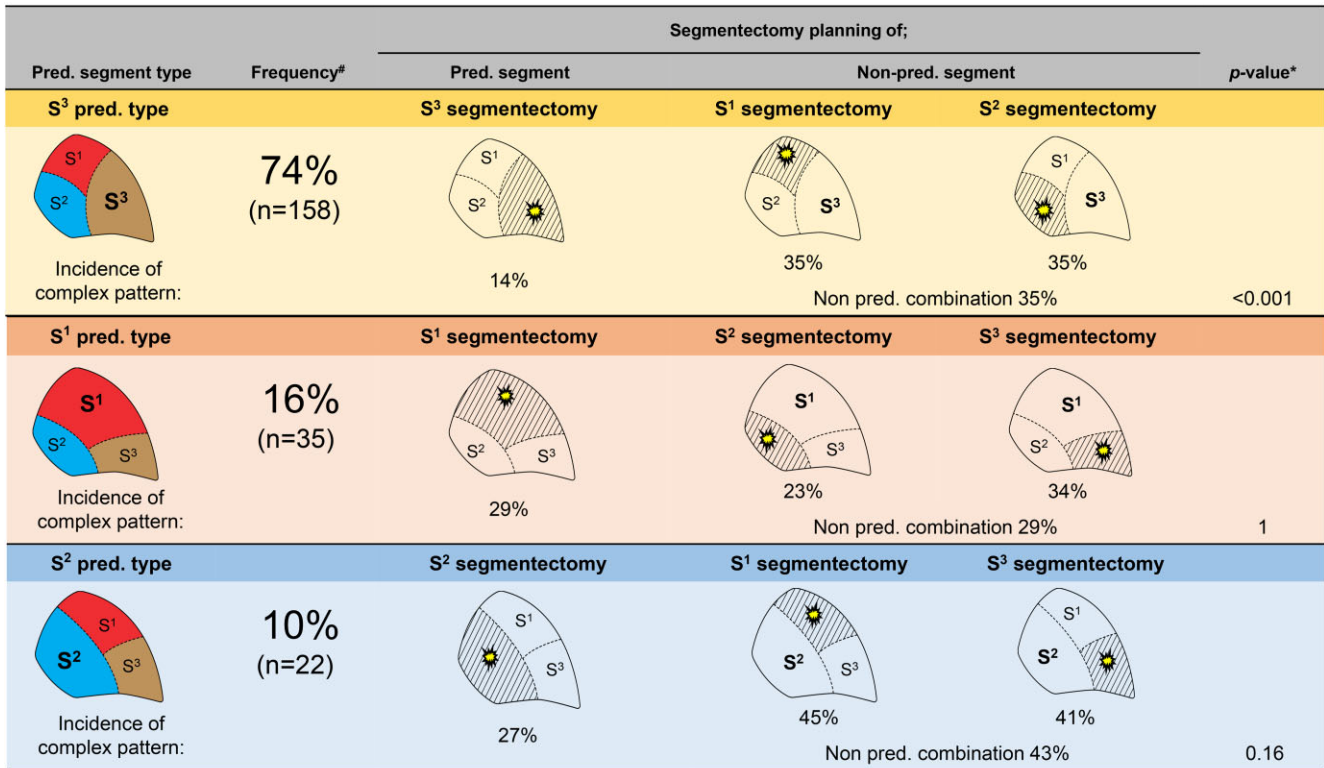 Segmentectomy planning of;
Pred. segment type Frequency# Pred. segment Non-pred. segment p-value*
S³ pred. type S³ segmentectomy S¹ segmentectomy S² segmentectomy
S¹ S¹ S¹ S¹
S² S³ S² S² S³ S² S³
74%
(n=158)
Incidence of
complex pattern:
14% 35% 35%
Non pred. combination 35% <0.001
S¹ pred. type S¹ segmentectomy S² segmentectomy S³ segmentectomy
S¹ S¹ S¹
S² S³ S² S³ S³ S²
16%
(n=35)
Incidence of
complex pattern:
29% 23% 34%
Non pred. combination 29% 1
S² pred. type S² segmentectomy S¹ segmentectomy S³ segmentectomy
S¹ S¹ S¹
S² S³ S³ S² S³ S²
10%
(n=22)
Incidence of
complex pattern:
27% 45% 41%
Non pred. combination 43% 0.16